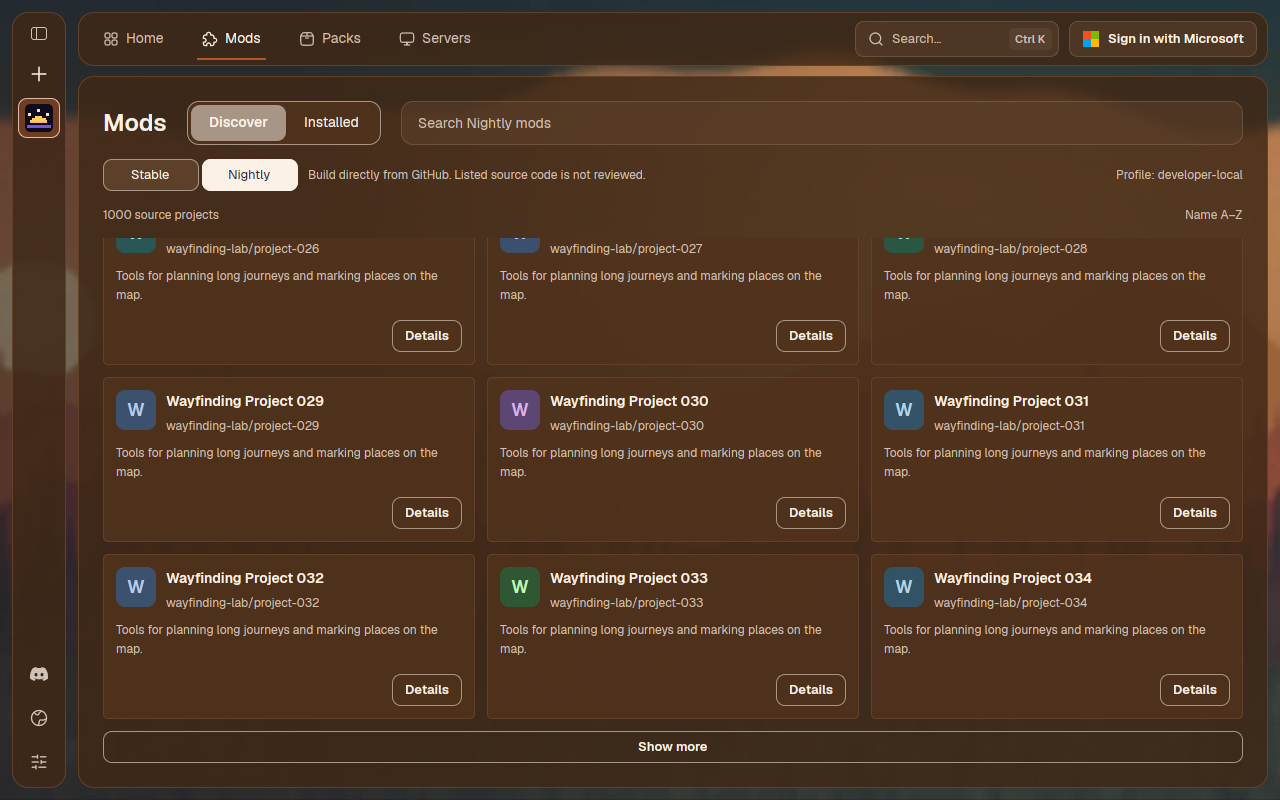 Home
Mods
Packs
Servers
Search...
Ctrl K
Sign in with Microsoft
Mods
Discover
Installed
Search Nightly mods
Stable
Nightly
Build directly from GitHub. Listed source code is not reviewed.
Profile: developer-local
1000 source projects
Name A–Z
wayfinding-lab/project-026
Tools for planning long journeys and marking places on the
map.
Details
wayfinding-lab/project-027
Tools for planning long journeys and marking places on the
map.
Details
wayfinding-lab/project-028
Tools for planning long journeys and marking places on the
map.
Details
W
Wayfinding Project 029
wayfinding-lab/project-029
Tools for planning long journeys and marking places on the
map.
Details
W
Wayfinding Project 030
wayfinding-lab/project-030
Tools for planning long journeys and marking places on the
map.
Details
W
Wayfinding Project 031
wayfinding-lab/project-031
Tools for planning long journeys and marking places on the
map.
Details
W
Wayfinding Project 032
wayfinding-lab/project-032
Tools for planning long journeys and marking places on the
map.
Details
W
Wayfinding Project 033
wayfinding-lab/project-033
Tools for planning long journeys and marking places on the
map.
Details
W
Wayfinding Project 034
wayfinding-lab/project-034
Tools for planning long journeys and marking places on the
map.
Details
Show more